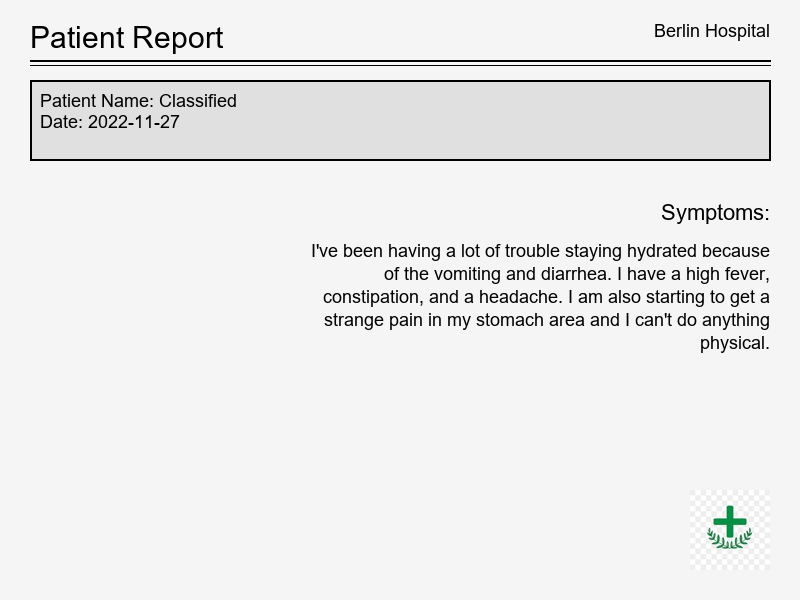 Patient Report
Berlin Hospital
Patient Name: Classified
Date: 2022-11-27
Symptoms:
I've been having a lot of trouble staying hydrated because
of the vomiting and diarrhea. I have a high fever,
constipation, and a headache. I am also starting to get a
strange pain in my stomach area and I can't do anything
physical.